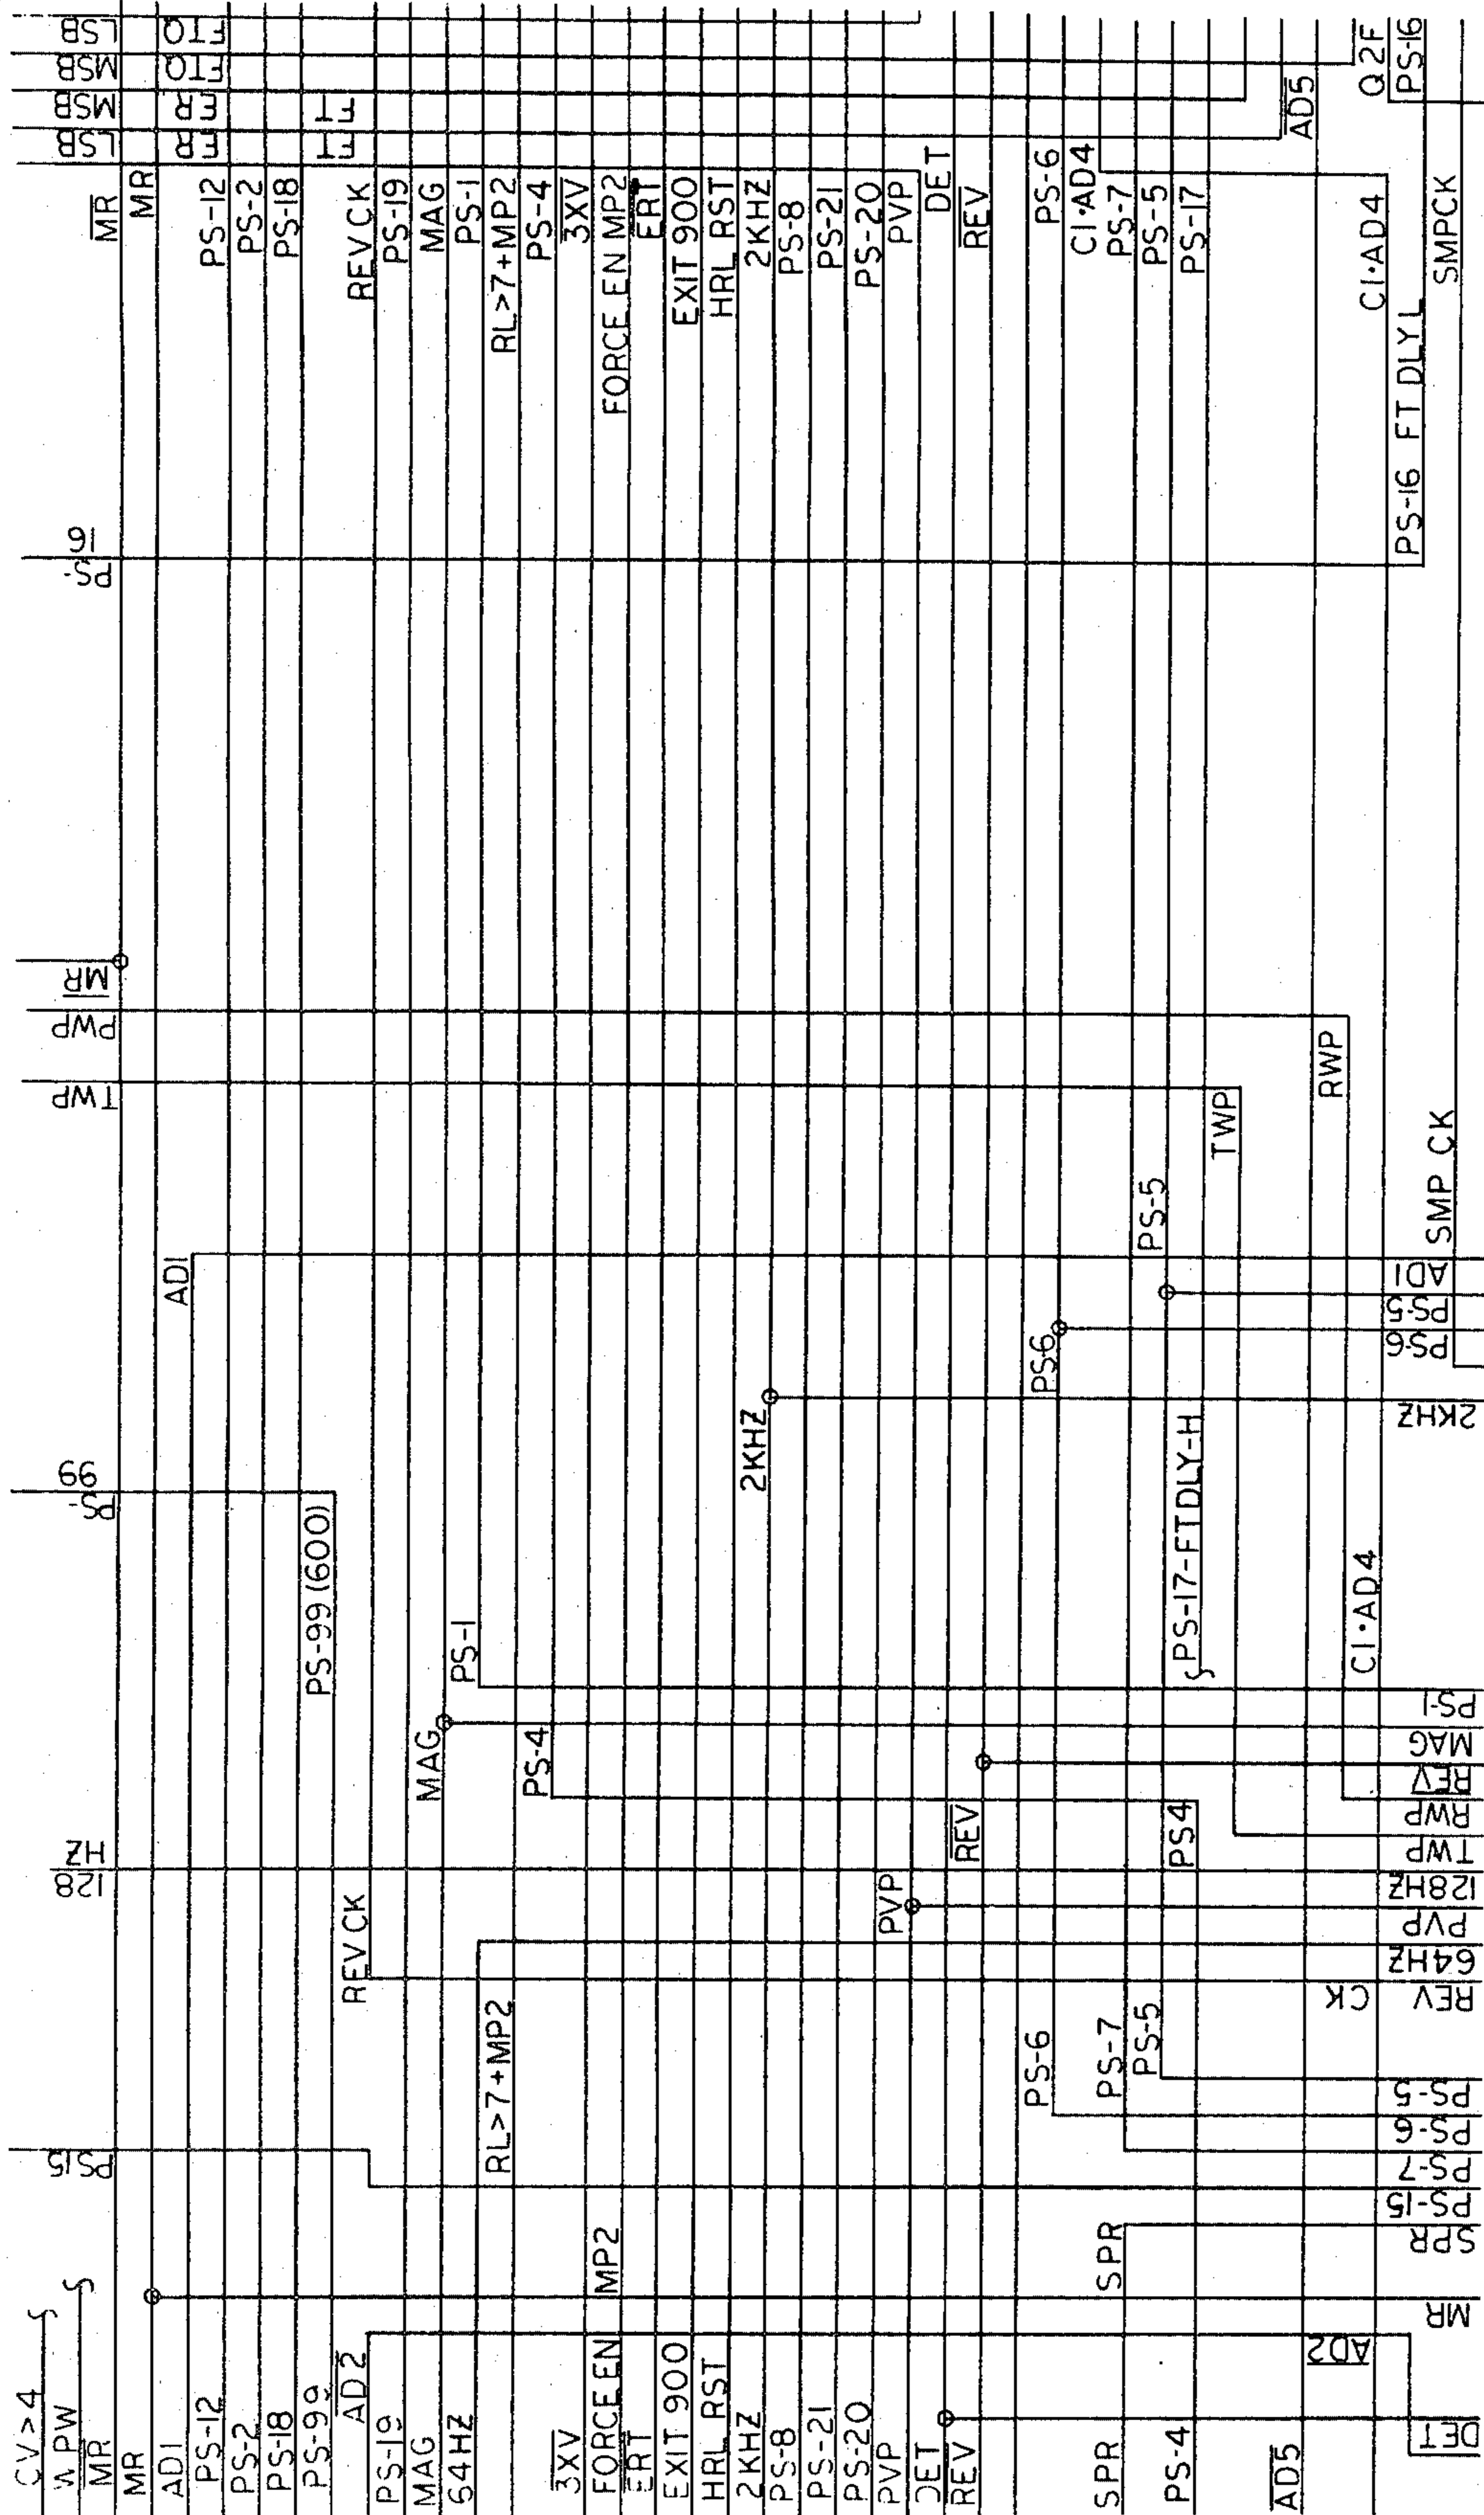 LSB FTQ
MSB FTQ
MSB ER FT
LSB ER FT
Q2F
PS-16
AD5
MR
MR
PS-12
PS-2
PS-18
REV CK
PS-19
MAG
PS-1
RL>7+MP2
PS-4
3XV
FORCE EN MP2
ERT
EXIT 900
HRL RST
2KHZ
PS-8
PS-21
PS-20
PVP
DET
REV
PS-6
C1·AD4
PS-7
PS-5
PS-17
C1·AD4
SMPCK
PS-16 FT DLY L
PS-16
MR
PWP
TWP
RWP
TWP
PS-5
SMP CK
AD1
AD1
PS-5
PS-6
PS-6
2KHZ
2KHZ
PS-99
PS-99 (600)
PS-17-FTDLY-H
C1·AD4
PS-1
PS-1
MAG
MAG
PS-4
REV
REV
RWP
PS4
TWP
128 HZ
128HZ
PVP
PVP
64HZ
REV CK
REV CK
RL>7+MP2
PS-6
PS-7
PS-5
PS-5
PS-6
PS-7
PS15
PS-15
SPR
SPR
MP2
MR
AD2
DET
CV>4
W PW
MR
MR
AD1
PS-12
PS-2
PS-18
PS-99
AD2
PS-19
MAG
64HZ
3XV
FORCE EN
ERT
EXIT 900
HRL RST
2KHZ
PS-8
PS-21
PS-20
PVP
DET
REV
SPR
PS-4
AD5